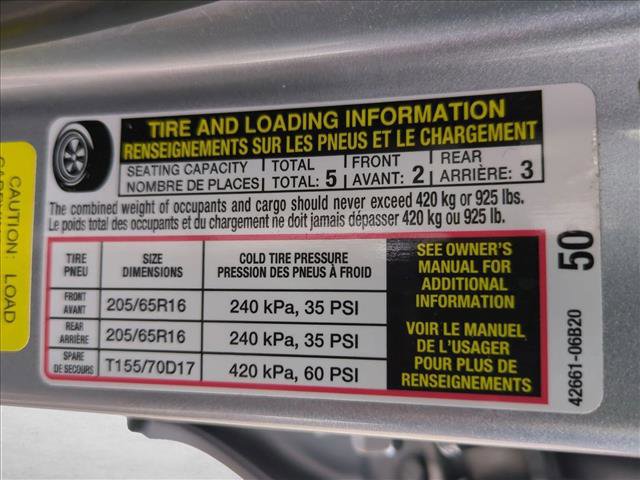 TIRE AND LOADING INFORMATION
RENSEIGNEMENTS SUR LES PNEUS ET LE CHARGEMENT
SEATING CAPACITY TOTAL FRONT REAR
NOMBRE DE PLACES TOTAL: 5 AVANT: 2 ARRIÈRE: 3
The combined weight of occupants and cargo should never exceed 420 kg or 925 lbs.
Le poids total des occupants et du chargement ne doit jamais dépasser 420 kg ou 925 lb.
TIRE SIZE COLD TIRE PRESSURE
PNEU DIMENSIONS PRESSION DES PNEUS À FROID
FRONT
AVANT 205/65R16 240 kPa, 35 PSI
REAR
ARRIÈRE 205/65R16 240 kPa, 35 PSI
SPARE
DE SECOURS T155/70D17 420 kPa, 60 PSI
SEE OWNER'S
MANUAL FOR
ADDITIONAL
INFORMATION
VOIR LE MANUEL
DE L'USAGER
POUR PLUS DE
RENSEIGNEMENTS
42661-06B20 50
CAUTION: LOAD